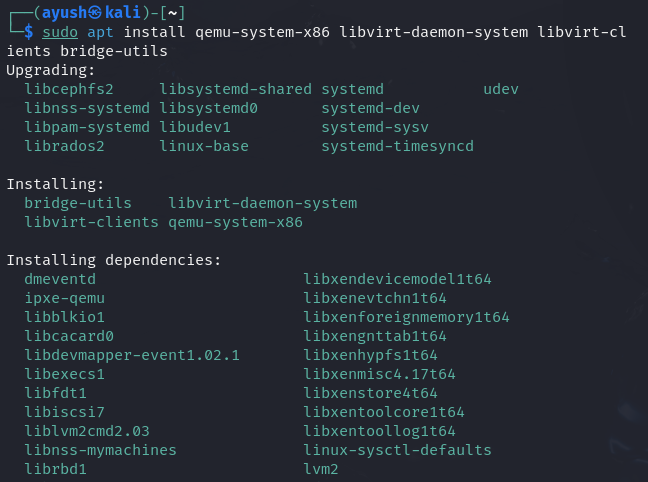 ┌──(ayush㉿kali)-[~]
└─$ sudo apt install qemu-system-x86 libvirt-daemon-system libvirt-cl
ients bridge-utils
Upgrading:
  libcephfs2     libsystemd-shared systemd           udev
  libnss-systemd libsystemd0       systemd-dev
  libpam-systemd libudev1          systemd-sysv
  librados2      linux-base        systemd-timesyncd

Installing:
  bridge-utils    libvirt-daemon-system
  libvirt-clients qemu-system-x86

Installing dependencies:
  dmeventd                       libxendevicemodel1t64
  ipxe-qemu                      libxenevtchn1t64
  libblkio1                      libxenforeignmemory1t64
  libcacard0                     libxengnttab1t64
  libdevmapper-event1.02.1       libxenhypfs1t64
  libexecs1                      libxenmisc4.17t64
  libfdt1                        libxenstore4t64
  libiscsi7                      libxentoolcore1t64
  liblvm2cmd2.03                 libxentoollog1t64
  libnss-mymachines              linux-sysctl-defaults
  librbd1                        lvm2